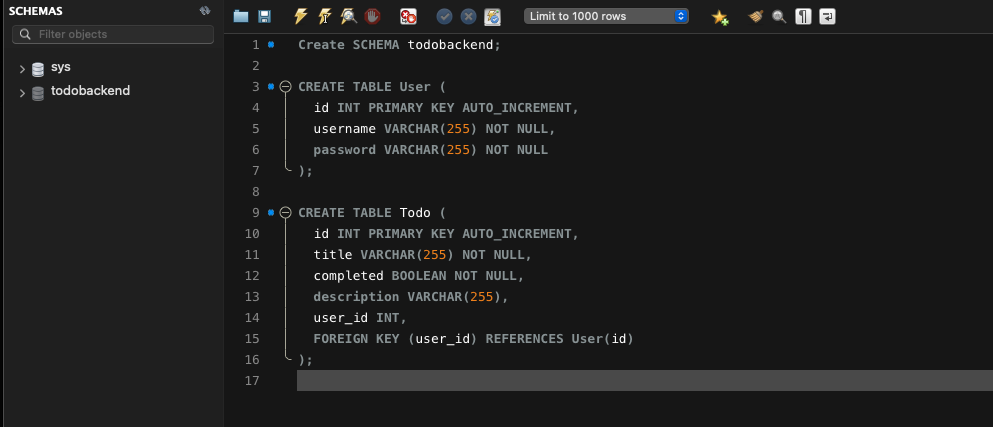 SCHEMAS
Filter objects
sys
todobackend
Limit to 1000 rows
1 Create SCHEMA todobackend;
2
3 CREATE TABLE User (
4 id INT PRIMARY KEY AUTO_INCREMENT,
5 username VARCHAR(255) NOT NULL,
6 password VARCHAR(255) NOT NULL
7 );
8
9 CREATE TABLE Todo (
10 id INT PRIMARY KEY AUTO_INCREMENT,
11 title VARCHAR(255) NOT NULL,
12 completed BOOLEAN NOT NULL,
13 description VARCHAR(255),
14 user_id INT,
15 FOREIGN KEY (user_id) REFERENCES User(id)
16 );
17